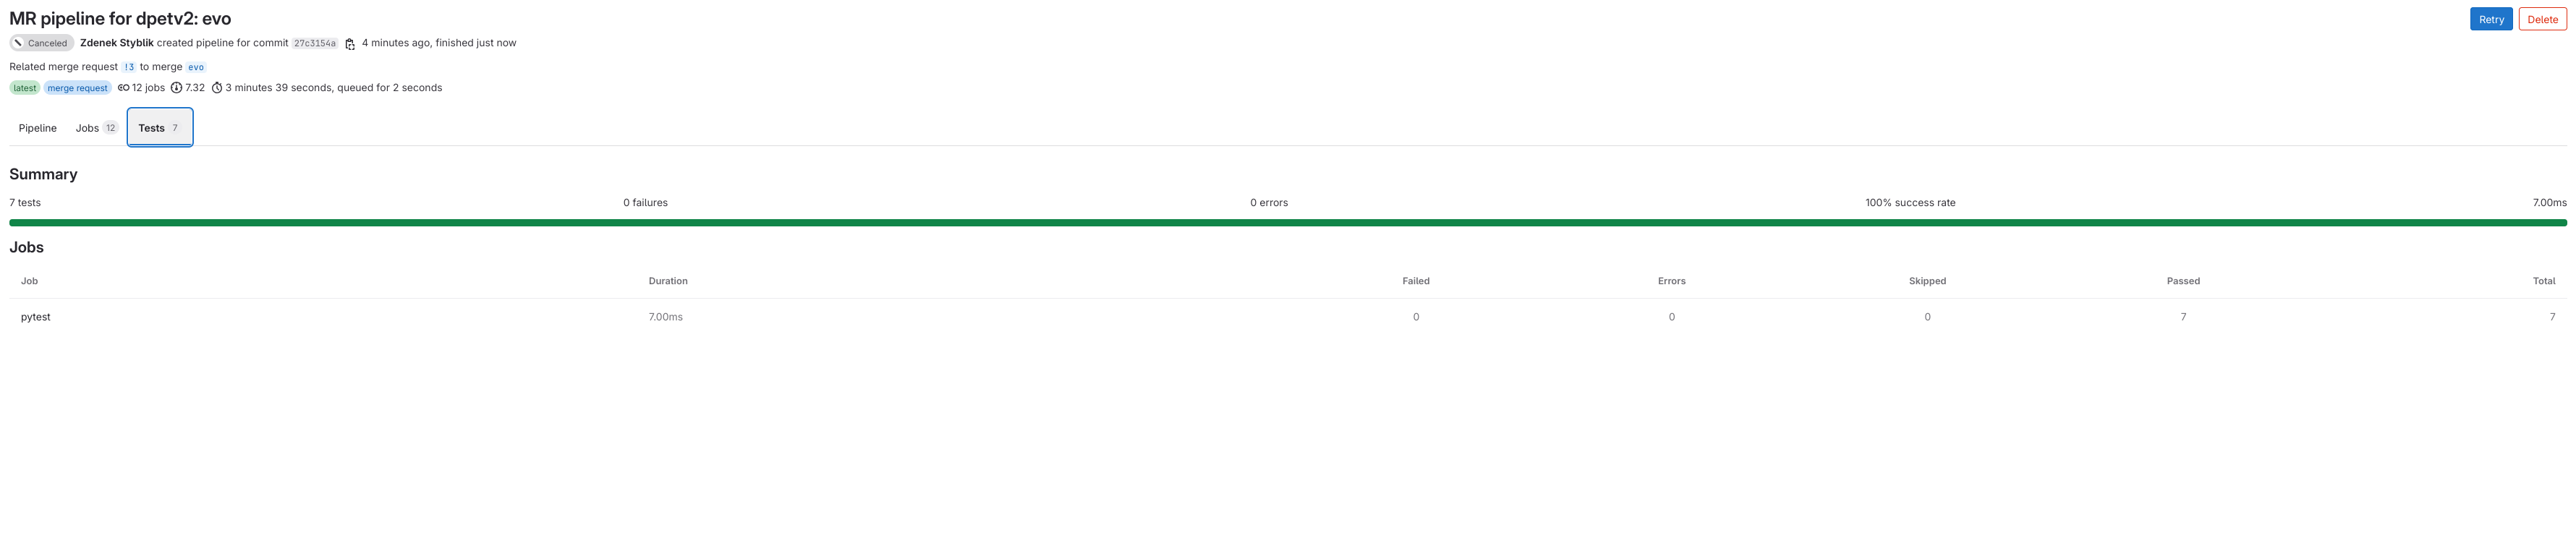 MR pipeline for dpetv2: evo
Retry Delete
Canceled Zdenek Styblik created pipeline for commit 27c3154a 4 minutes ago, finished just now
Related merge request !3 to merge evo
latest merge request 12 jobs 7.32 3 minutes 39 seconds, queued for 2 seconds
Pipeline Jobs 12 Tests 7
Summary
7 tests 0 failures 0 errors 100% success rate 7.00ms
Jobs
Job Duration Failed Errors Skipped Passed Total
pytest 7.00ms 0 0 0 7 7